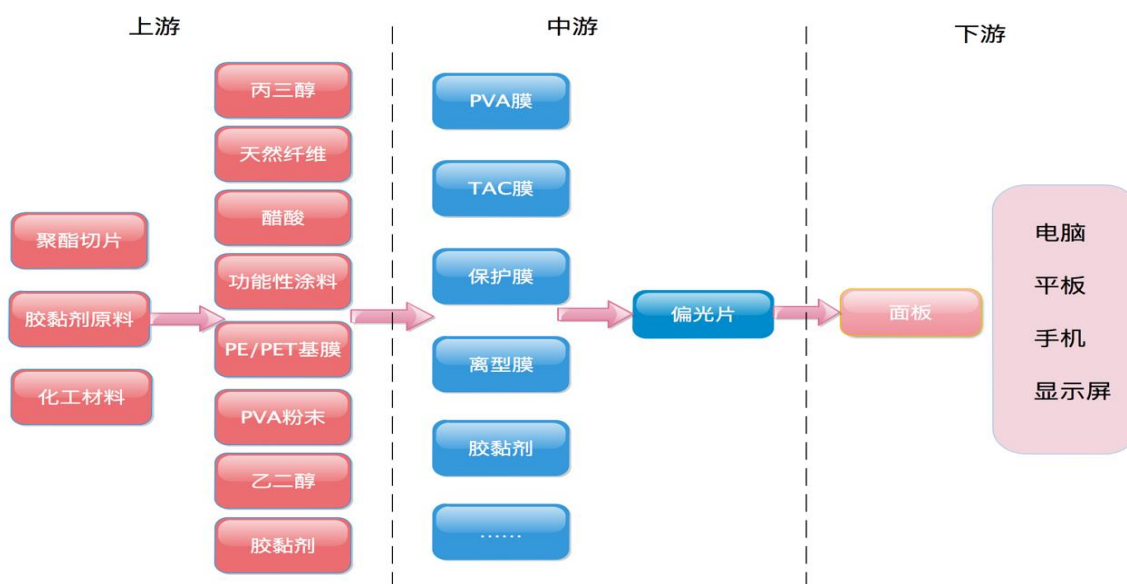 上游
中游
下游
聚酯切片
胶黏剂原料
化工材料
丙三醇
天然纤维
醋酸
功能性涂料
PE/PET基膜
PVA粉末
乙二醇
胶黏剂
PVA膜
TAC膜
保护膜
离型膜
胶黏剂
……
偏光片
面板
电脑
平板
手机
显示屏